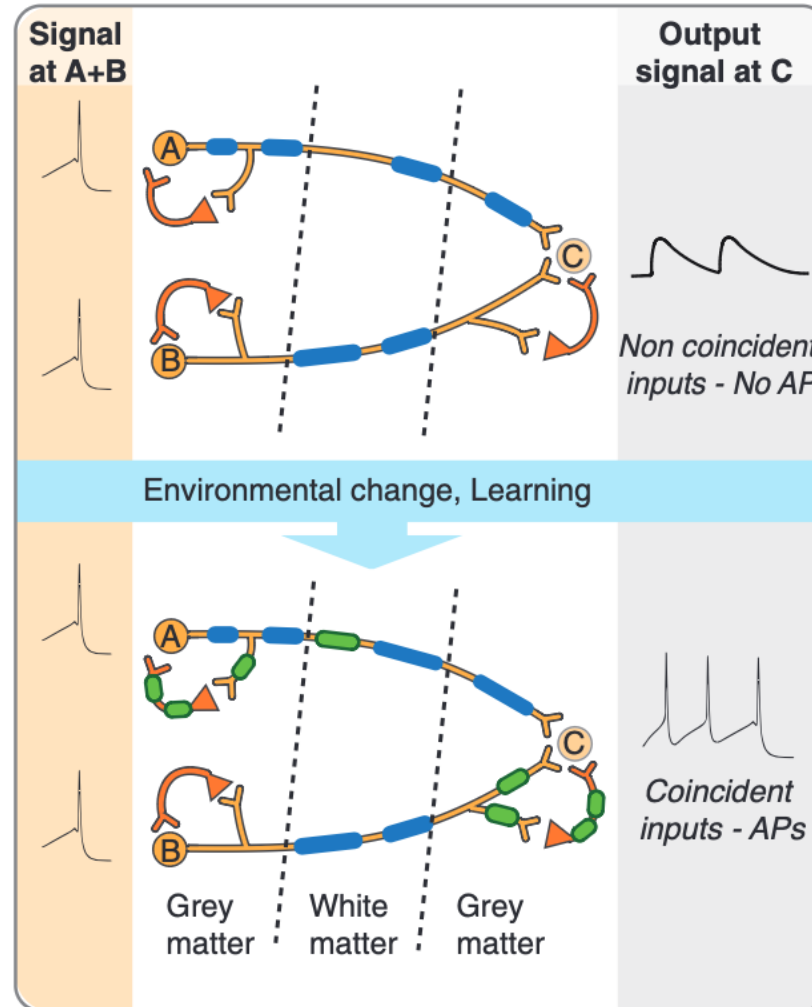 Signal
at A+B
Output
signal at C
A
C
B
Non coincident
inputs - No AP
Environmental change, Learning
A
C
B
Coincident
inputs - APs
Grey
matter
White
matter
Grey
matter